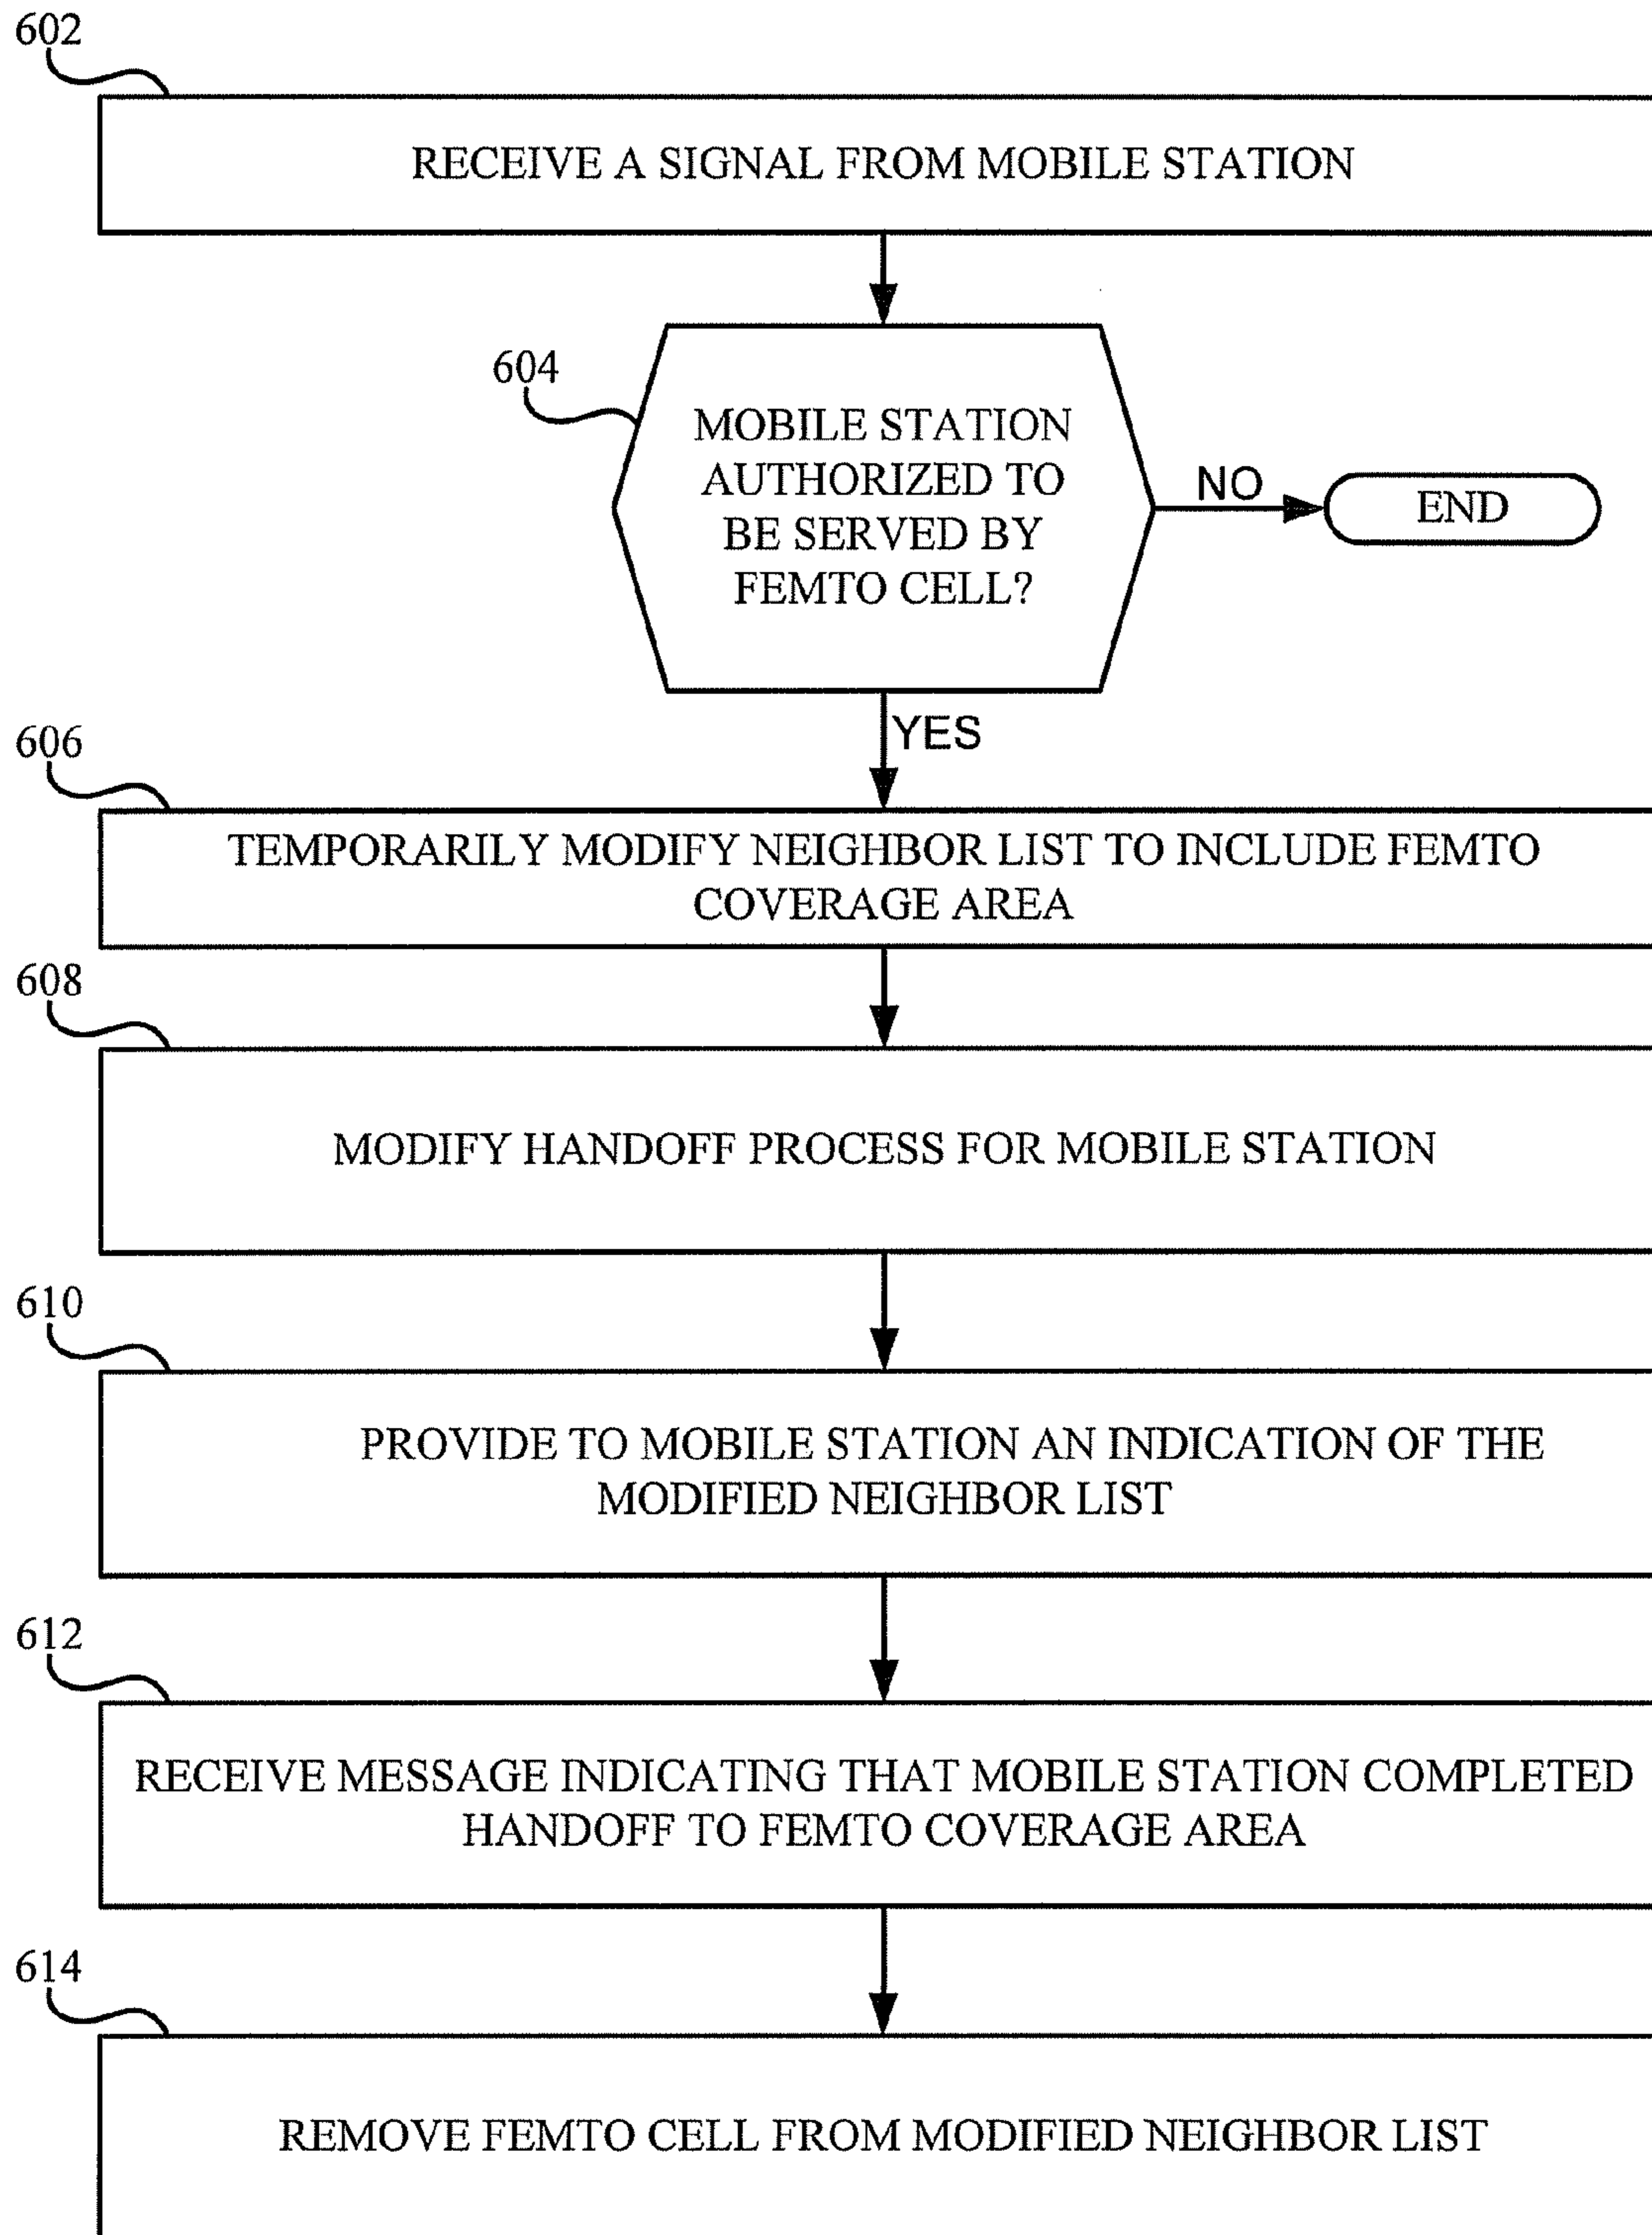 602
RECEIVE A SIGNAL FROM MOBILE STATION
604
MOBILE STATION
AUTHORIZED TO
BE SERVED BY
FEMTO CELL?
NO
END
YES
606
TEMPORARILY MODIFY NEIGHBOR LIST TO INCLUDE FEMTO
COVERAGE AREA
608
MODIFY HANDOFF PROCESS FOR MOBILE STATION
610
PROVIDE TO MOBILE STATION AN INDICATION OF THE
MODIFIED NEIGHBOR LIST
612
RECEIVE MESSAGE INDICATING THAT MOBILE STATION COMPLETED
HANDOFF TO FEMTO COVERAGE AREA
614
REMOVE FEMTO CELL FROM MODIFIED NEIGHBOR LIST